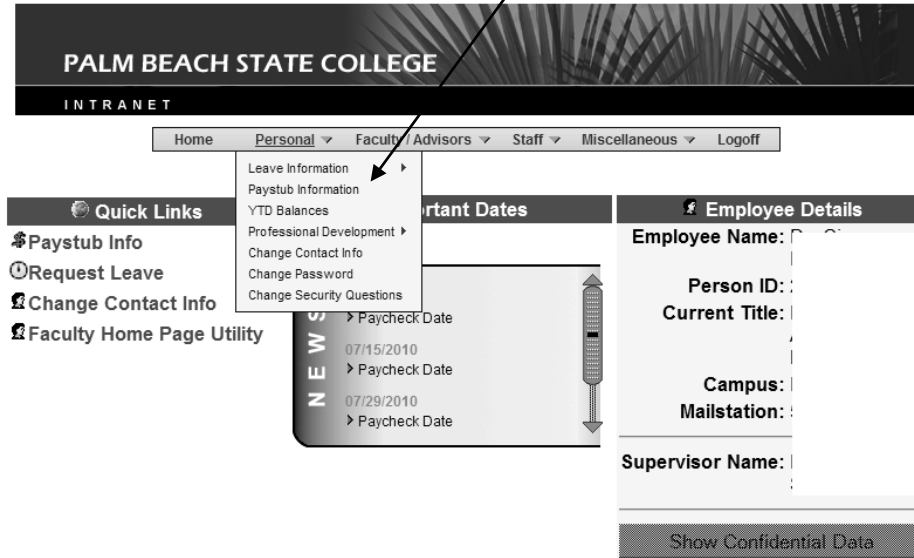 PALM BEACH STATE COLLEGE
INTRANET
Home Personal Faculty / Advisors Staff Miscellaneous Logoff
Leave Information
Paystub Information
YTD Balances
Professional Development
Change Contact Info
Change Password
Change Security Questions
Quick Links
Paystub Info
Request Leave
Change Contact Info
Faculty Home Page Utility
rtant Dates
NEWS
> Paycheck Date
07/15/2010
> Paycheck Date
07/29/2010
> Paycheck Date
Employee Details
Employee Name:
Person ID:
Current Title:
Campus:
Mailstation:
Supervisor Name:
Show Confidential Data